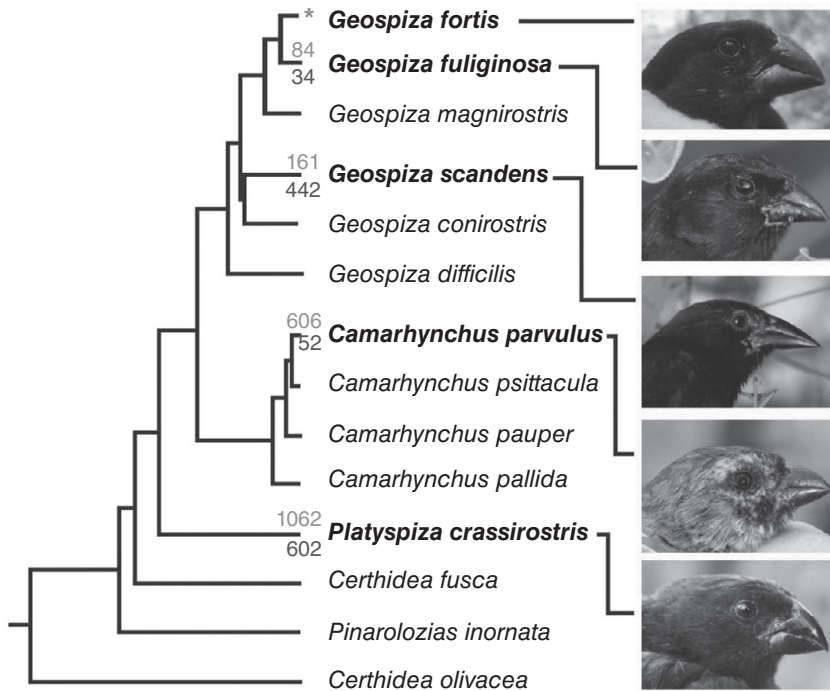 * Geospiza fortis
84
34
Geospiza fuliginosa
Geospiza magnirostris
161
442
Geospiza scandens
Geospiza conirostris
Geospiza difficilis
606
52
Camarhynchus parvulus
Camarhynchus psittacula
Camarhynchus pauper
Camarhynchus pallida
1062
602
Platyspiza crassirostris
Certhidea fusca
Pinarolozias inornata
Certhidea olivacea